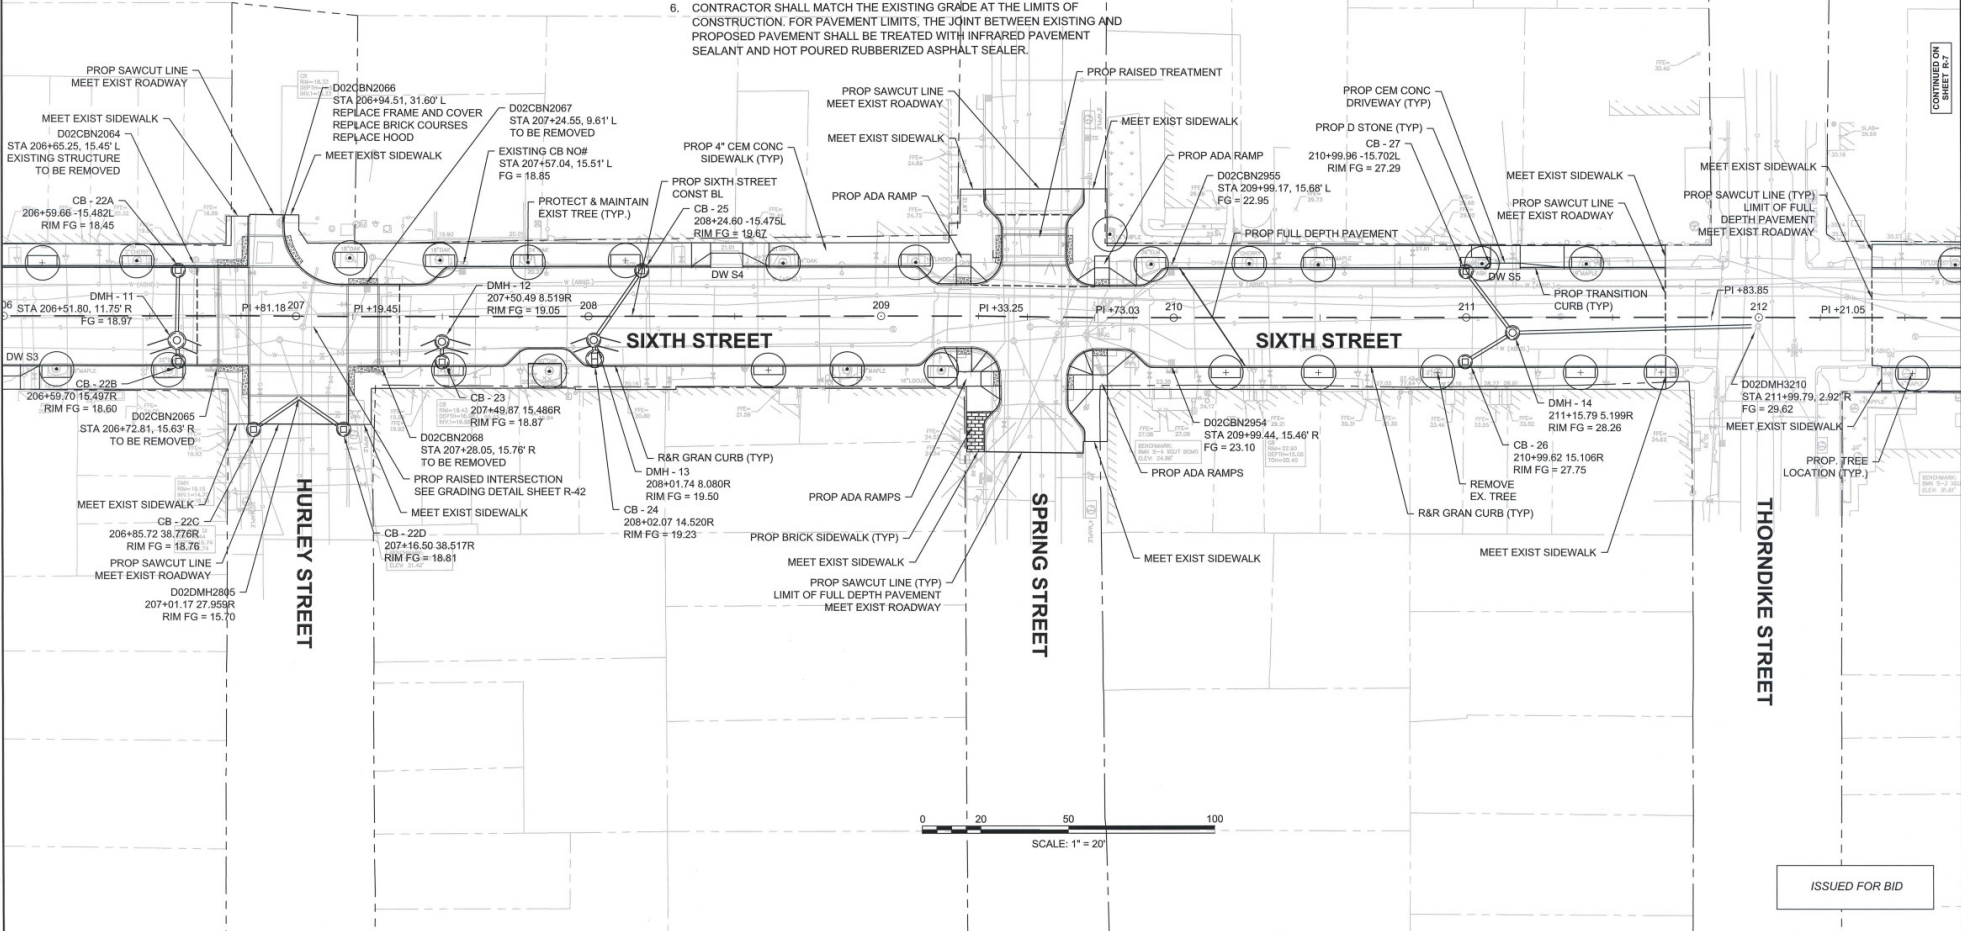 6. CONTRACTOR SHALL MATCH THE EXISTING GRADE AT THE LIMITS OF
CONSTRUCTION. FOR PAVEMENT LIMITS, THE JOINT BETWEEN EXISTING AND
PROPOSED PAVEMENT SHALL BE TREATED WITH INFRARED PAVEMENT
SEALANT AND HOT POURED RUBBERIZED ASPHALT SEALER.
CONTINUED ON
SHEET R-7
PROP SAWCUT LINE
MEET EXIST ROADWAY
MEET EXIST SIDEWALK
D02CBN2064
STA 206+65.25, 15.45' L
EXISTING STRUCTURE
TO BE REMOVED
CB - 22A
206+59.66 -15.482L
RIM FG = 18.45
D02CBN2066
STA 206+94.51, 31.60' L
REPLACE FRAME AND COVER
REPLACE BRICK COURSES
REPLACE HOOD
MEET EXIST SIDEWALK
D02CBN2067
STA 207+24.55, 9.61' L
TO BE REMOVED
EXISTING CB NO#
STA 207+57.04, 15.51' L
FG = 18.85
PROTECT & MAINTAIN
EXIST TREE (TYP.)
PROP 4" CEM CONC
SIDEWALK (TYP)
PROP SIXTH STREET
CONST BL
CB - 25
208+24.60 -15.475L
RIM FG = 19.67
PROP SAWCUT LINE
MEET EXIST ROADWAY
MEET EXIST SIDEWALK
PROP ADA RAMP
PROP RAISED TREATMENT
MEET EXIST SIDEWALK
PROP ADA RAMP
D02CBN2955
STA 209+99.17, 15.68' L
FG = 22.95
PROP FULL DEPTH PAVEMENT
PROP CEM CONC
DRIVEWAY (TYP)
PROP D STONE (TYP)
CB - 27
210+99.96 -15.702L
RIM FG = 27.29
MEET EXIST SIDEWALK
PROP SAWCUT LINE
MEET EXIST ROADWAY
MEET EXIST SIDEWALK
PROP SAWCUT LINE (TYP)
LIMIT OF FULL
DEPTH PAVEMENT
MEET EXIST ROADWAY
DW S4
DW S5
PROP TRANSITION
CURB (TYP)
DMH - 11
STA 206+51.80, 11.75' R
FG = 18.97
06
PI +81.18
207
PI +19.45
DMH - 12
207+50.49 8.519R
RIM FG = 19.05
208
209
PI +33.25
PI +73.03
210
211
PI +83.85
212
PI +21.05
SIXTH STREET
SIXTH STREET
DW S3
CB - 22B
206+59.70 15.497R
RIM FG = 18.60
D02CBN2065
STA 206+72.81, 15.63' R
TO BE REMOVED
CB - 23
207+49.87 15.486R
RIM FG = 18.87
D02CBN2068
STA 207+28.05, 15.76' R
TO BE REMOVED
PROP RAISED INTERSECTION
SEE GRADING DETAIL SHEET R-42
MEET EXIST SIDEWALK
R&R GRAN CURB (TYP)
DMH - 13
208+01.74 8.080R
RIM FG = 19.50
CB - 24
208+02.07 14.520R
RIM FG = 19.23
D02CBN2954
STA 209+99.44, 15.46' R
FG = 23.10
PROP ADA RAMPS
PROP ADA RAMPS
DMH - 14
211+15.79 5.199R
RIM FG = 28.26
CB - 26
210+99.62 15.106R
RIM FG = 27.75
REMOVE
EX. TREE
R&R GRAN CURB (TYP)
D02DMH3210
STA 211+99.79, 2.92' R
FG = 29.62
MEET EXIST SIDEWALK
PROP. TREE
LOCATION (TYP.)
MEET EXIST SIDEWALK
CB - 22C
206+85.72 38.776R
RIM FG = 18.76
PROP SAWCUT LINE
MEET EXIST ROADWAY
D02DMH2805
207+01.17 27.959R
RIM FG = 15.70
CB - 22D
207+16.50 38.517R
RIM FG = 18.81
PROP BRICK SIDEWALK (TYP)
MEET EXIST SIDEWALK
PROP SAWCUT LINE (TYP)
LIMIT OF FULL DEPTH PAVEMENT
MEET EXIST ROADWAY
MEET EXIST SIDEWALK
MEET EXIST SIDEWALK
HURLEY STREET
SPRING STREET
THORNDIKE STREET
0 20 50 100
SCALE: 1" = 20'
ISSUED FOR BID